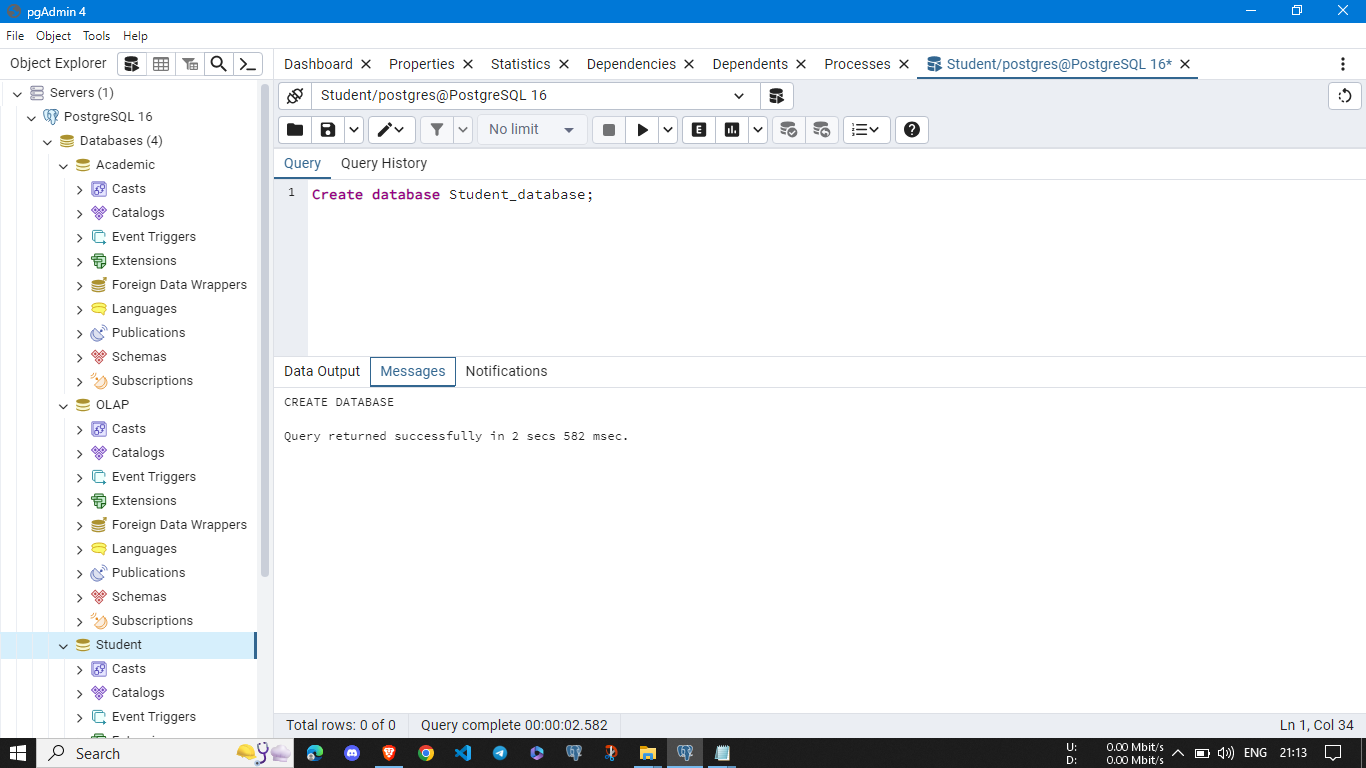 pgAdmin 4
File Object Tools Help
Object Explorer
Dashboard Properties Statistics Dependencies Dependents Processes Student/postgres@PostgreSQL 16*
Servers (1)
PostgreSQL 16
Databases (4)
Academic
Casts
Catalogs
Event Triggers
Extensions
Foreign Data Wrappers
Languages
Publications
Schemas
Subscriptions
OLAP
Casts
Catalogs
Event Triggers
Extensions
Foreign Data Wrappers
Languages
Publications
Schemas
Subscriptions
Student
Casts
Catalogs
Event Triggers
Student/postgres@PostgreSQL 16
No limit
E
Query Query History
1 Create database Student_database;
Data Output Messages Notifications
CREATE DATABASE
Query returned successfully in 2 secs 582 msec.
Total rows: 0 of 0 Query complete 00:00:02.582 Ln 1, Col 34
Search
U: 0.00 Mbit/s
D: 0.00 Mbit/s
ENG 21:13